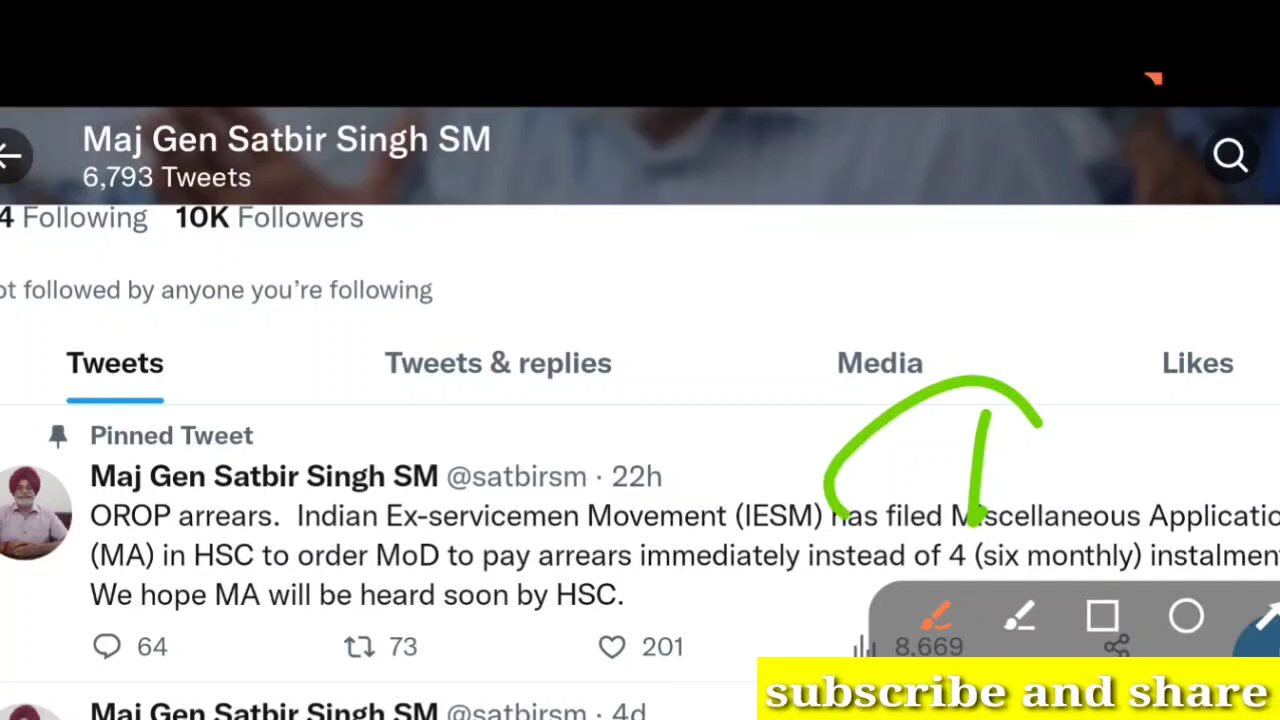 Maj Gen Satbir Singh SM
6,793 Tweets
4 Following 10K Followers
followed by anyone you're following
Tweets Tweets & replies Media Likes
Pinned Tweet
Maj Gen Satbir Singh SM @satbirsm · 22h
OROP arrears. Indian Ex-servicemen Movement (IESM) has filed Miscellaneous Applicatio
(MA) in HSC to order MoD to pay arrears immediately instead of 4 (six monthly) instalmen
We hope MA will be heard soon by HSC.
64 73 201 8,669
subscribe and share
Maj Gen Satbir Singh SM @satbirsm · 4d